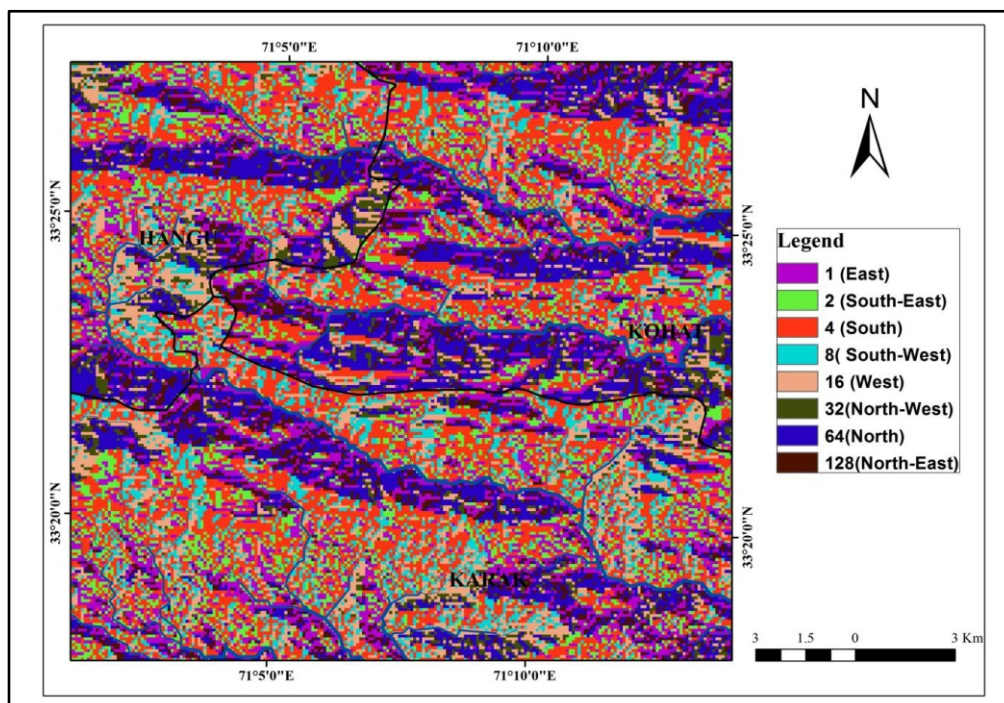 71°5'0"E
71°10'0"E
N
33°25'0"N
33°25'0"N
HANGU
Legend
1 (East)
2 (South-East)
4 (South)
8( South-West)
16 (West)
32(North-West)
64(North)
128(North-East)
KOHAT
33°20'0"N
33°20'0"N
KARAK
3 1.5 0 3 Km
71°5'0"E
71°10'0"E